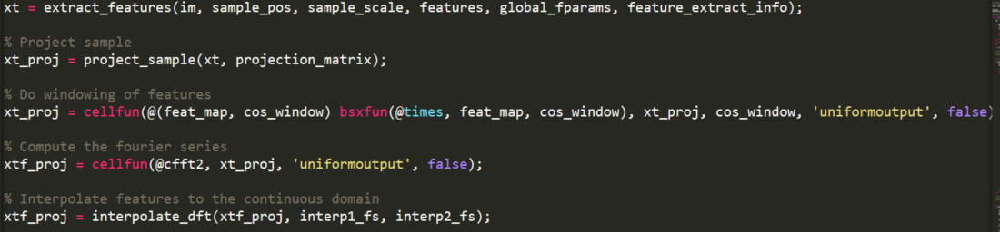 xt = extract_features(im, sample_pos, sample_scale, features, global_fparams, feature_extract_info);
% Project sample
xt_proj = project_sample(xt, projection_matrix);
% Do windowing of features
xt_proj = cellfun(@(feat_map, cos_window) bsxfun(@times, feat_map, cos_window), xt_proj, cos_window, 'uniformoutput', false)
% Compute the fourier series
xtf_proj = cellfun(@cfft2, xt_proj, 'uniformoutput', false);
% Interpolate features to the continuous domain
xtf_proj = interpolate_dft(xtf_proj, interp1_fs, interp2_fs);